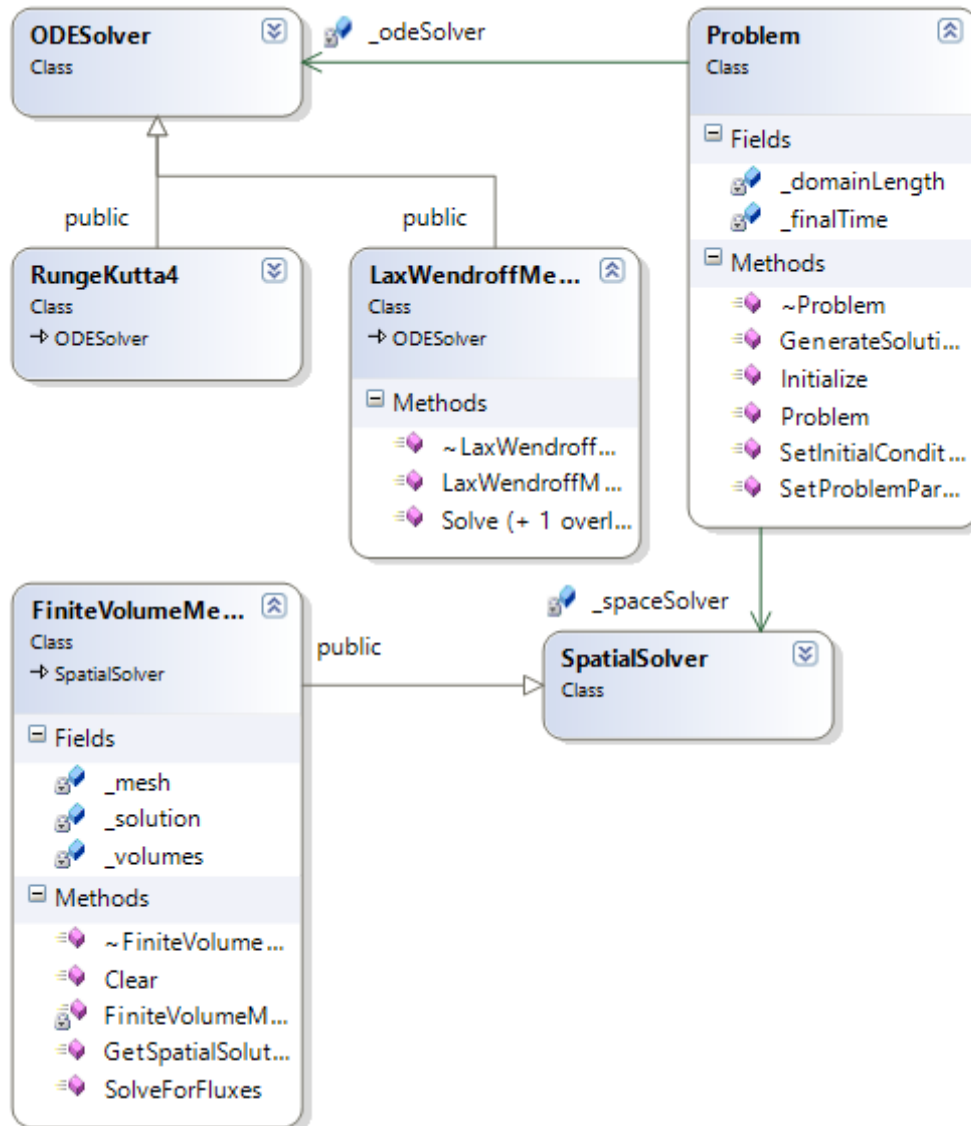 ODESolver
Class
_odeSolver
Problem
Class
Fields
_domainLength
_finalTime
Methods
~Problem
GenerateSoluti...
Initialize
Problem
SetInitialCondit...
SetProblemPar...
public
public
RungeKutta4
Class
ODESolver
LaxWendroffMe...
Class
ODESolver
Methods
~LaxWendroff...
LaxWendroffM...
Solve (+ 1 overl...
FiniteVolumeMe...
Class
SpatialSolver
Fields
_mesh
_solution
_volumes
Methods
~FiniteVolume...
Clear
FiniteVolumeM...
GetSpatialSolut...
SolveForFluxes
public
_spaceSolver
SpatialSolver
Class